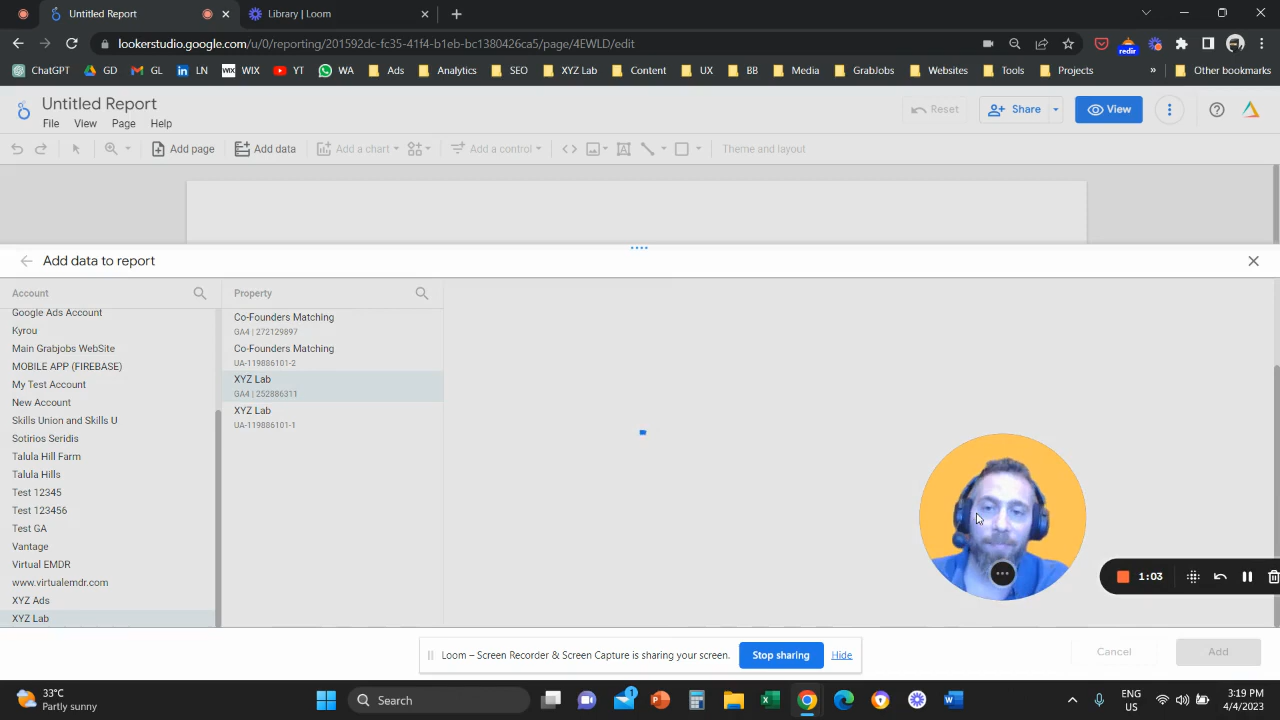 Untitled Report
Library | Loom
lookerstudio.google.com/u/0/reporting/201592dc-fc35-41f4-b1eb-bc1380426ca5/page/4EWLD/edit
redir
ChatGPT GD GL LN WIX WIX YT WA Ads Analytics SEO XYZ Lab Content UX BB Media GrabJobs Websites Tools Projects » Other bookmarks
Untitled Report
File View Page Help
Reset Share View
Add page Add data Add a chart Add a control Theme and layout
Add data to report
Account
Google Ads Account
Kyrou
Main Grabjobs WebSite
MOBILE APP (FIREBASE)
My Test Account
New Account
Skills Union and Skills U
Sotirios Seridis
Talula Hill Farm
Talula Hills
Test 12345
Test 123456
Test GA
Vantage
Virtual EMDR
www.virtualemdr.com
XYZ Ads
XYZ Lab
Property
Co-Founders Matching
GA4 | 272129897
Co-Founders Matching
UA-119886101-2
XYZ Lab
GA4 | 252886311
XYZ Lab
UA-119886101-1
1:03
Loom – Screen Recorder & Screen Capture is sharing your screen. Stop sharing Hide
Cancel Add
33°C
Partly sunny
Search
1
ENG
US
3:19 PM
4/4/2023